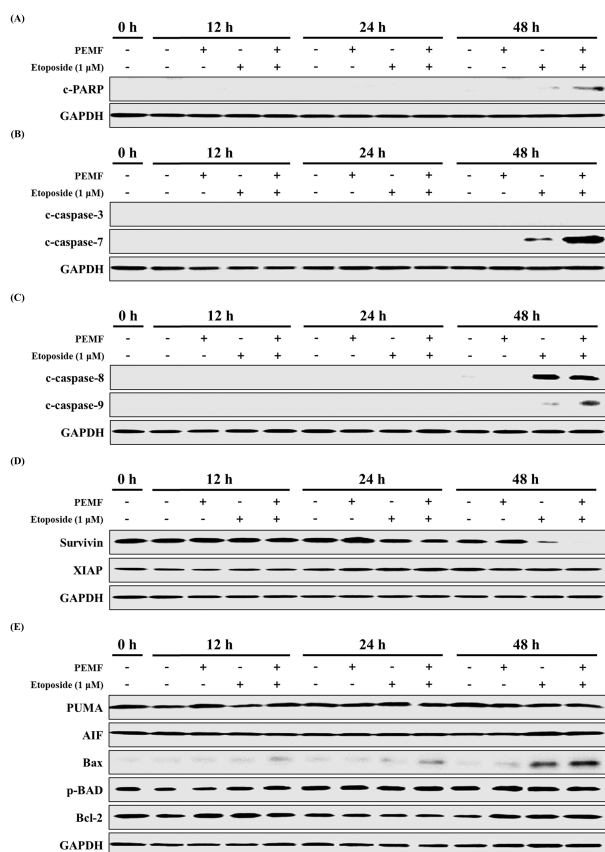 (A)
0 h 12 h 24 h 48 h
PEMF - - + - + - + - + - + - +
Etoposide (1 μM) - - - + + - - + + - - + +
c-PARP
GAPDH
(B)
0 h 12 h 24 h 48 h
PEMF - - + - + - + - + - + - +
Etoposide (1 μM) - - - + + - - + + - - + +
c-caspase-3
c-caspase-7
GAPDH
(C)
0 h 12 h 24 h 48 h
PEMF - - + - + - + - + - + - +
Etoposide (1 μM) - - - + + - - + + - - + +
c-caspase-8
c-caspase-9
GAPDH
(D)
0 h 12 h 24 h 48 h
PEMF - - + - + - + - + - + - +
Etoposide (1 μM) - - - + + - - + + - - + +
Survivin
XIAP
GAPDH
(E)
0 h 12 h 24 h 48 h
PEMF - - + - + - + - + - + - +
Etoposide (1 μM) - - - + + - - + + - - + +
PUMA
AIF
Bax
p-BAD
Bcl-2
GAPDH